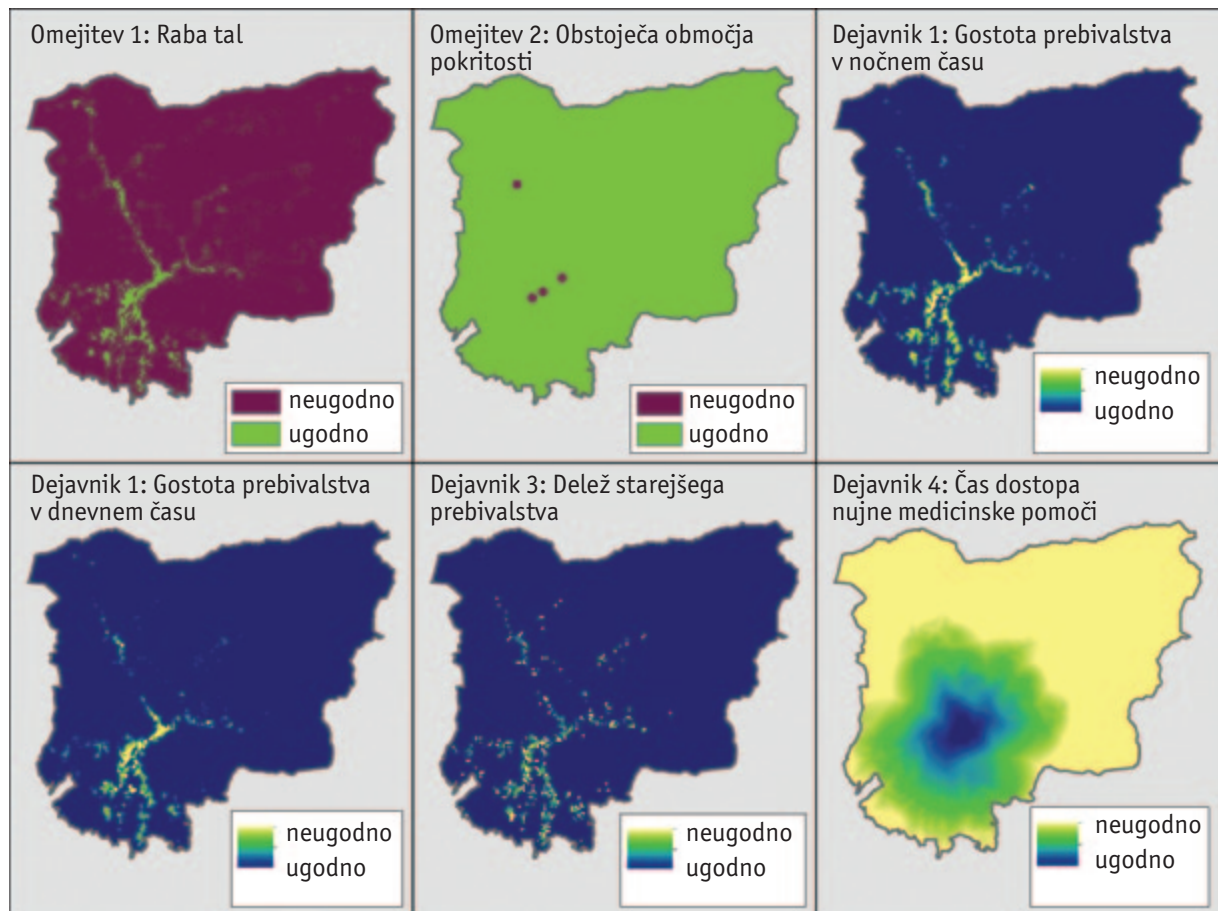 Omejitev 1: Raba tal
neugodno
ugodno
Omejitev 2: Obstoječa območja
pokritosti
neugodno
ugodno
Dejavnik 1: Gostota prebivalstva
v nočnem času
neugodno
ugodno
Dejavnik 1: Gostota prebivalstva
v dnevnem času
neugodno
ugodno
Dejavnik 3: Delež starejšega
prebivalstva
neugodno
ugodno
Dejavnik 4: Čas dostopa
nujne medicinske pomoči
neugodno
ugodno